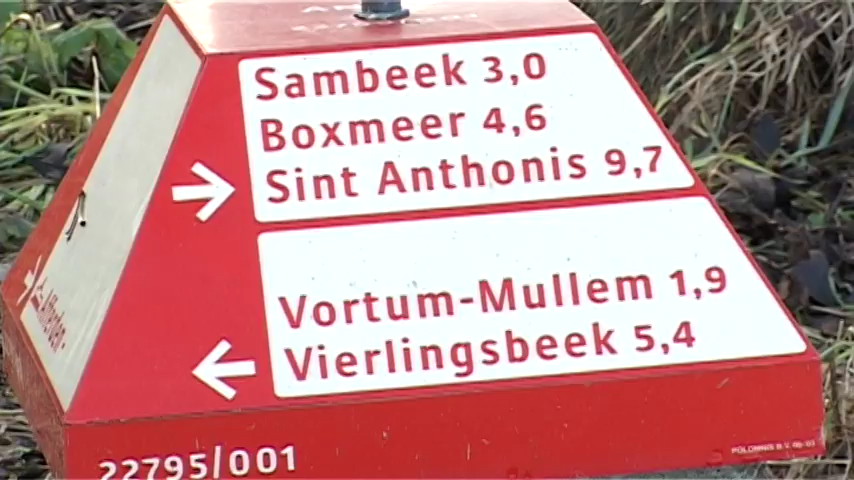 Sambeek 3,0
Boxmeer 4,6
Sint Anthonis 9,7
Vortum-Mullem 1,9
Vierlingsbeek 5,4
22795/001